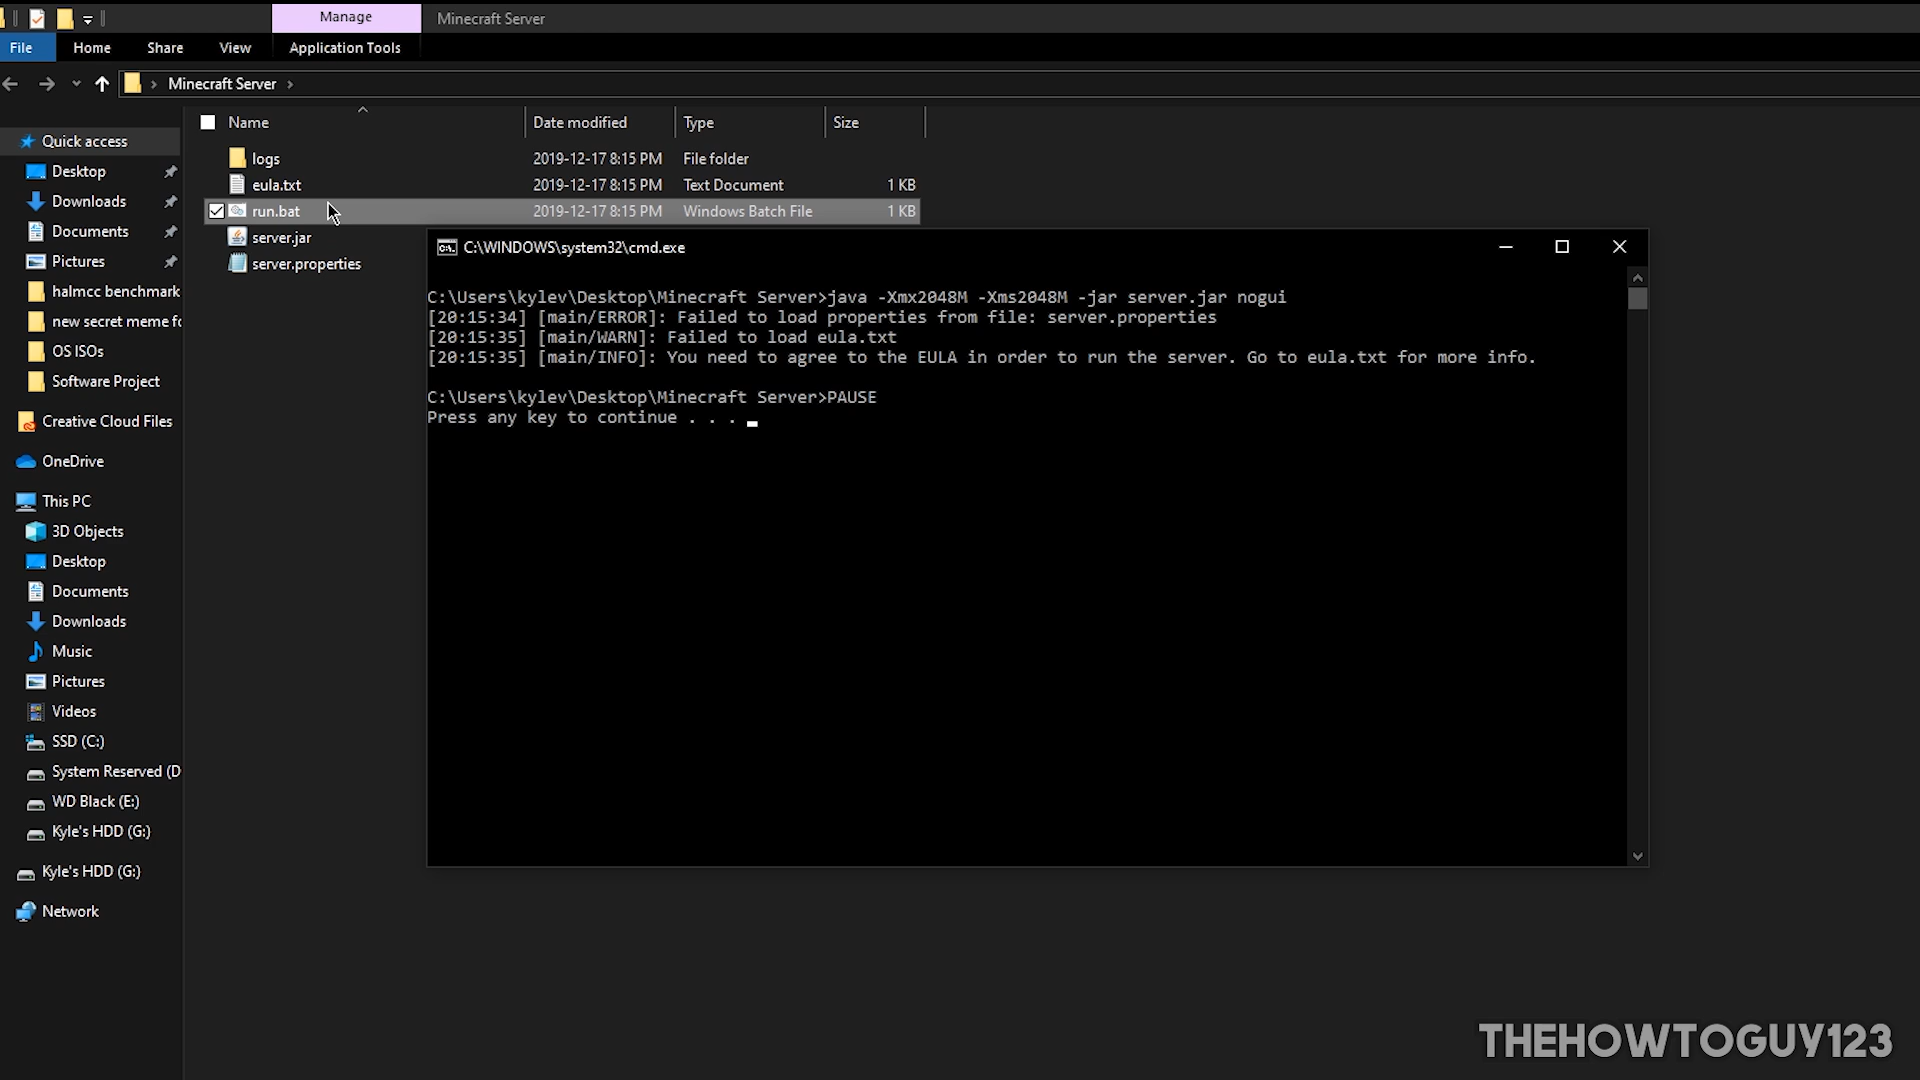 Manage
Minecraft Server
File
Home
Share
View
Application Tools
Minecraft Server
Name
Date modified
Type
Size
logs
2019-12-17 8:15 PM
File folder
eula.txt
2019-12-17 8:15 PM
Text Document
1 KB
run.bat
2019-12-17 8:15 PM
Windows Batch File
1 KB
server.jar
server.properties
Quick access
Desktop
Downloads
Documents
Pictures
halmcc benchmark
new secret meme fo
OS ISOs
Software Project
Creative Cloud Files
OneDrive
This PC
3D Objects
Desktop
Documents
Downloads
Music
Pictures
Videos
SSD (C:)
System Reserved (D
WD Black (E:)
Kyle's HDD (G:)
Kyle's HDD (G:)
Network
C:\WINDOWS\system32\cmd.exe
C:\Users\kylev\Desktop\Minecraft Server>java -Xmx2048M -Xms2048M -jar server.jar nogui
[20:15:34] [main/ERROR]: Failed to load properties from file: server.properties
[20:15:35] [main/WARN]: Failed to load eula.txt
[20:15:35] [main/INFO]: You need to agree to the EULA in order to run the server. Go to eula.txt for more info.
C:\Users\kylev\Desktop\Minecraft Server>PAUSE
Press any key to continue . . .
THEHOWTOGUY123